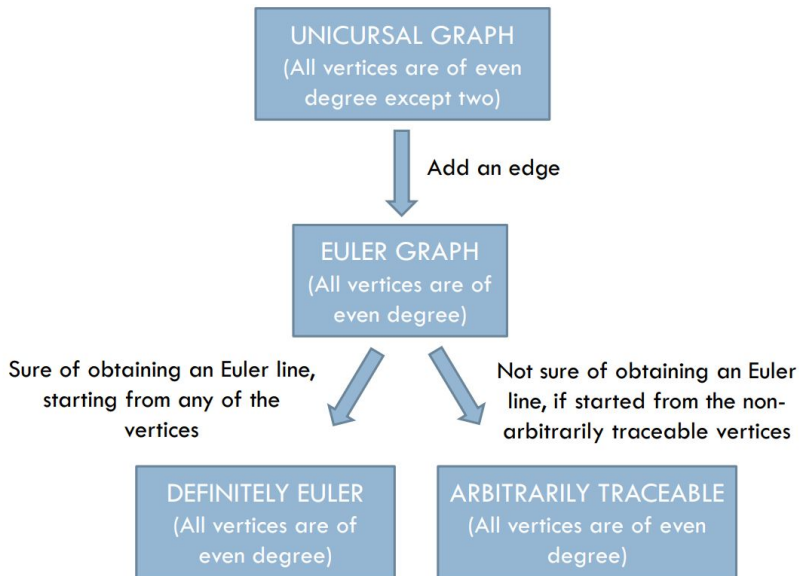 UNICURSAL GRAPH
(All vertices are of even
degree except two)
Add an edge
EULER GRAPH
(All vertices are of
even degree)
Sure of obtaining an Euler line,
starting from any of the
vertices
Not sure of obtaining an Euler
line, if started from the non-
arbitrarily traceable vertices
DEFINITELY EULER
(All vertices are of
even degree)
ARBITRARILY TRACEABLE
(All vertices are of even
degree)